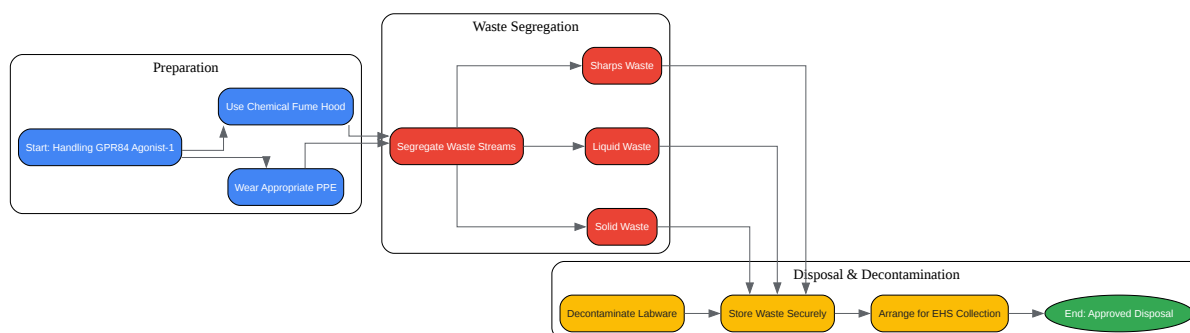 Waste Segregation
Preparation
Sharps Waste
Use Chemical Fume Hood
Start: Handling GPR84 Agonist-1
Segregate Waste Streams
Liquid Waste
Wear Appropriate PPE
Solid Waste
Disposal & Decontamination
Decontaminate Labware
Store Waste Securely
Arrange for EHS Collection
End: Approved Disposal